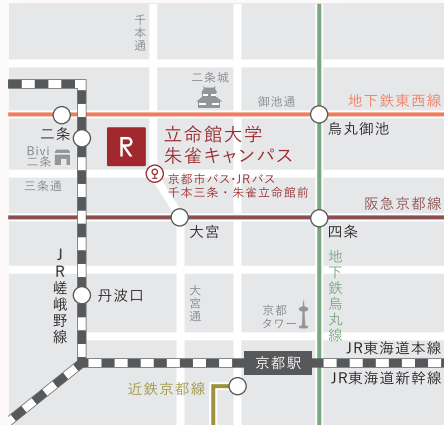 千本通
二条城
御池通
地下鉄東西線
二条
R
立命館大学
朱雀キャンパス
烏丸御池
BiVi
二条
京都市バス・JRバス
千本三条・朱雀立命館前
三条通
阪急京都線
大宮
四条
JR嵯峨野線
丹波口
大宮通
京都
タワー
地下鉄烏丸線
JR東海道本線
京都駅
JR東海道新幹線
近鉄京都線